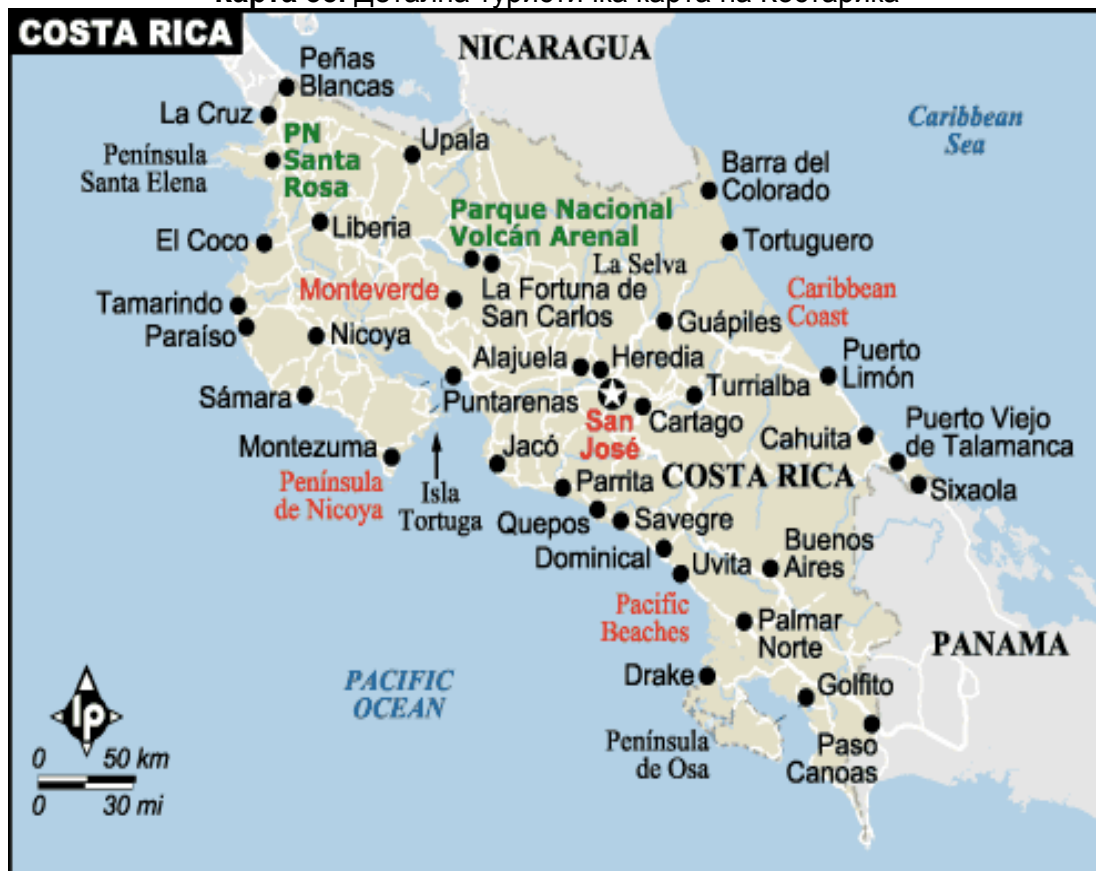 COSTA RICA
NICARAGUA
Peñas
Blancas
La Cruz
PN
Santa
Rosa
Península
Santa Elena
Upala
Caribbean
Sea
Barra del
Colorado
Parque Nacional
Volcán Arenal
Liberia
El Coco
Tortuguero
La Selva
Monteverde
La Fortuna de
San Carlos
Caribbean
Coast
Tamarindo
Paraíso
Nicoya
Guápiles
Alajuela
Heredia
Puerto
Limón
Sámara
Puntarenas
Turrialba
San
José
Cartago
Cahuita
Puerto Viejo
de Talamanca
Montezuma
Jacó
Península
de Nicoya
Isla
Tortuga
Parrita
COSTA RICA
Sixaola
Quepos
Savegre
Dominical
Uvita
Buenos
Aires
Pacific
Beaches
Palmar
Norte
PANAMA
PACIFIC
OCEAN
Drake
Golfito
Península
de Osa
Paso
Canoas
lp
0 50 km
0 30 mi